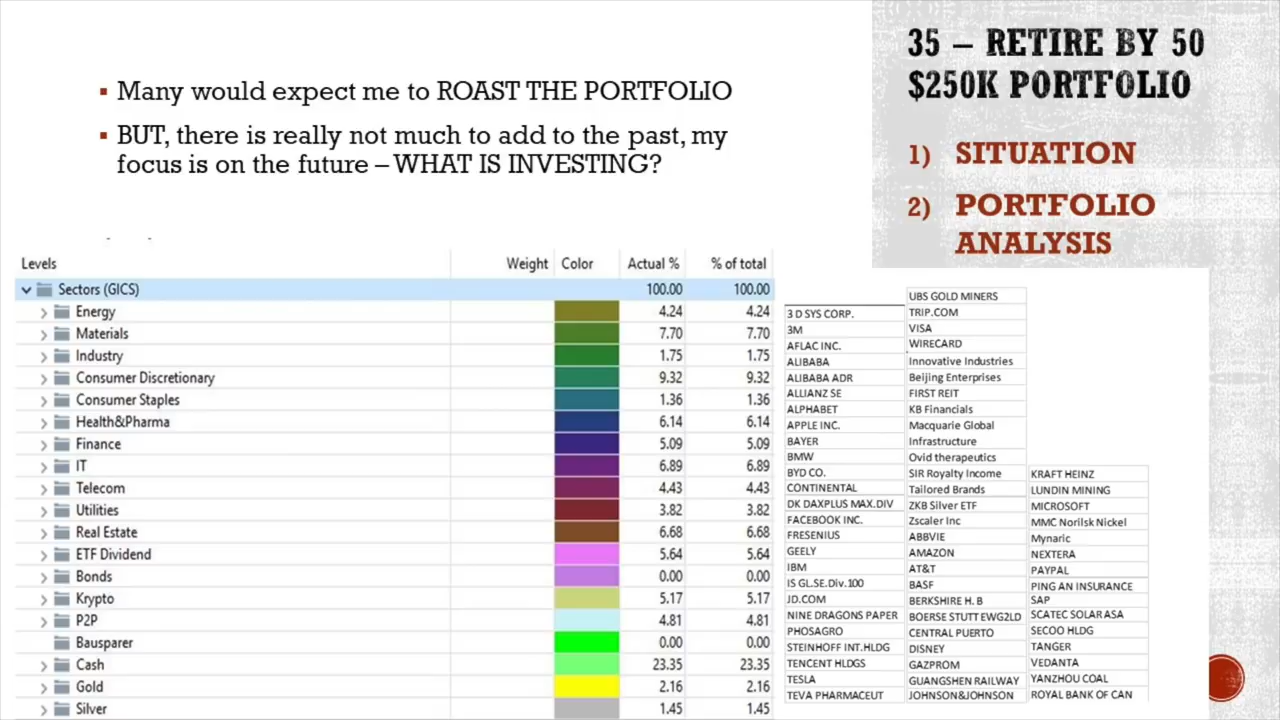 ▪ Many would expect me to ROAST THE PORTFOLIO
▪ BUT, there is really not much to add to the past, my
focus is on the future – WHAT IS INVESTING?
35 – RETIRE BY 50
$250K PORTFOLIO
1) SITUATION
2) PORTFOLIO
ANALYSIS
Levels Weight Color Actual % % of total
Sectors (GICS) 100.00 100.00
Energy 4.24 4.24
Materials 7.70 7.70
Industry 1.75 1.75
Consumer Discretionary 9.32 9.32
Consumer Staples 1.36 1.36
Health&Pharma 6.14 6.14
Finance 5.09 5.09
IT 6.89 6.89
Telecom 4.43 4.43
Utilities 3.82 3.82
Real Estate 6.68 6.68
ETF Dividend 5.64 5.64
Bonds 0.00 0.00
Krypto 5.17 5.17
P2P 4.81 4.81
Bausparer 0.00 0.00
Cash 23.35 23.35
Gold 2.16 2.16
Silver 1.45 1.45
3 D SYS CORP.
3M
AFLAC INC.
ALIBABA
ALIBABA ADR
ALLIANZ SE
ALPHABET
APPLE INC.
BAYER
BMW
BYD CO.
CONTINENTAL
DK DAXPLUS MAX.DIV
FACEBOOK INC.
FRESENIUS
GEELY
IBM
IS GL.SE.Div.100
JD.COM
NINE DRAGONS PAPER
PHOSAGRO
STEINHOFF INT.HLDG
TENCENT HLDGS
TESLA
TEVA PHARMACEUT
UBS GOLD MINERS
TRIP.COM
VISA
WIRECARD
Innovative Industries
Beijing Enterprises
FIRST REIT
KB Financials
Macquarie Global
Infrastructure
Ovid therapeutics
SIR Royalty Income
Tailored Brands
ZKB Silver ETF
Zscaler Inc
ABBVIE
AMAZON
AT&T
BASF
BERKSHIRE H. B
BOERSE STUTT EWG2LD
CENTRAL PUERTO
DISNEY
GAZPROM
GUANGSHEN RAILWAY
JOHNSON&JOHNSON
KRAFT HEINZ
LUNDIN MINING
MICROSOFT
MMC Norilsk Nickel
Mynaric
NEXTERA
PAYPAL
PING AN INSURANCE
SAP
SCATEC SOLAR ASA
SECOO HLDG
TANGER
VEDANTA
YANZHOU COAL
ROYAL BANK OF CAN